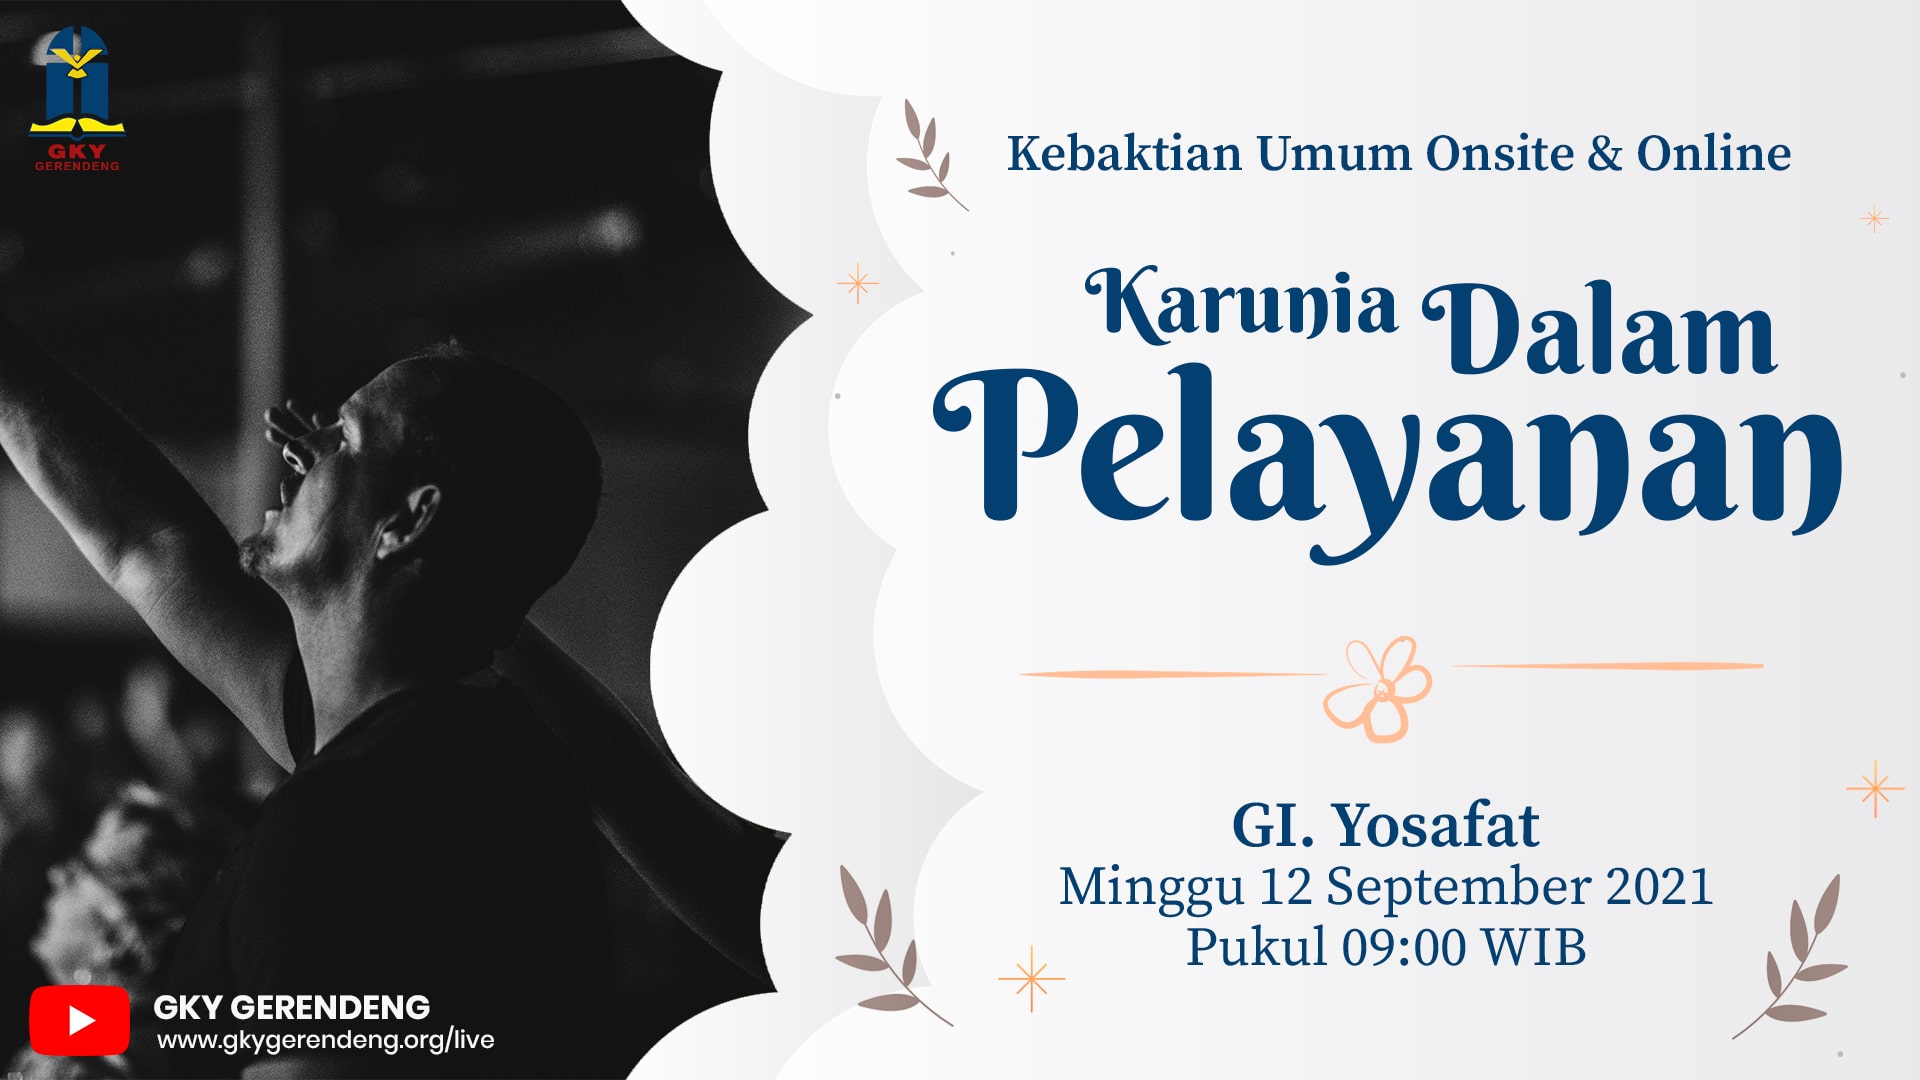 GKY
GERENDENG
Kebaktian Umum Onsite & Online
Karunia Dalam
Pelayanan
GI. Yosafat
Minggu 12 September 2021
Pukul 09:00 WIB
GKY GERENDENG
www.gkygerendeng.org/live